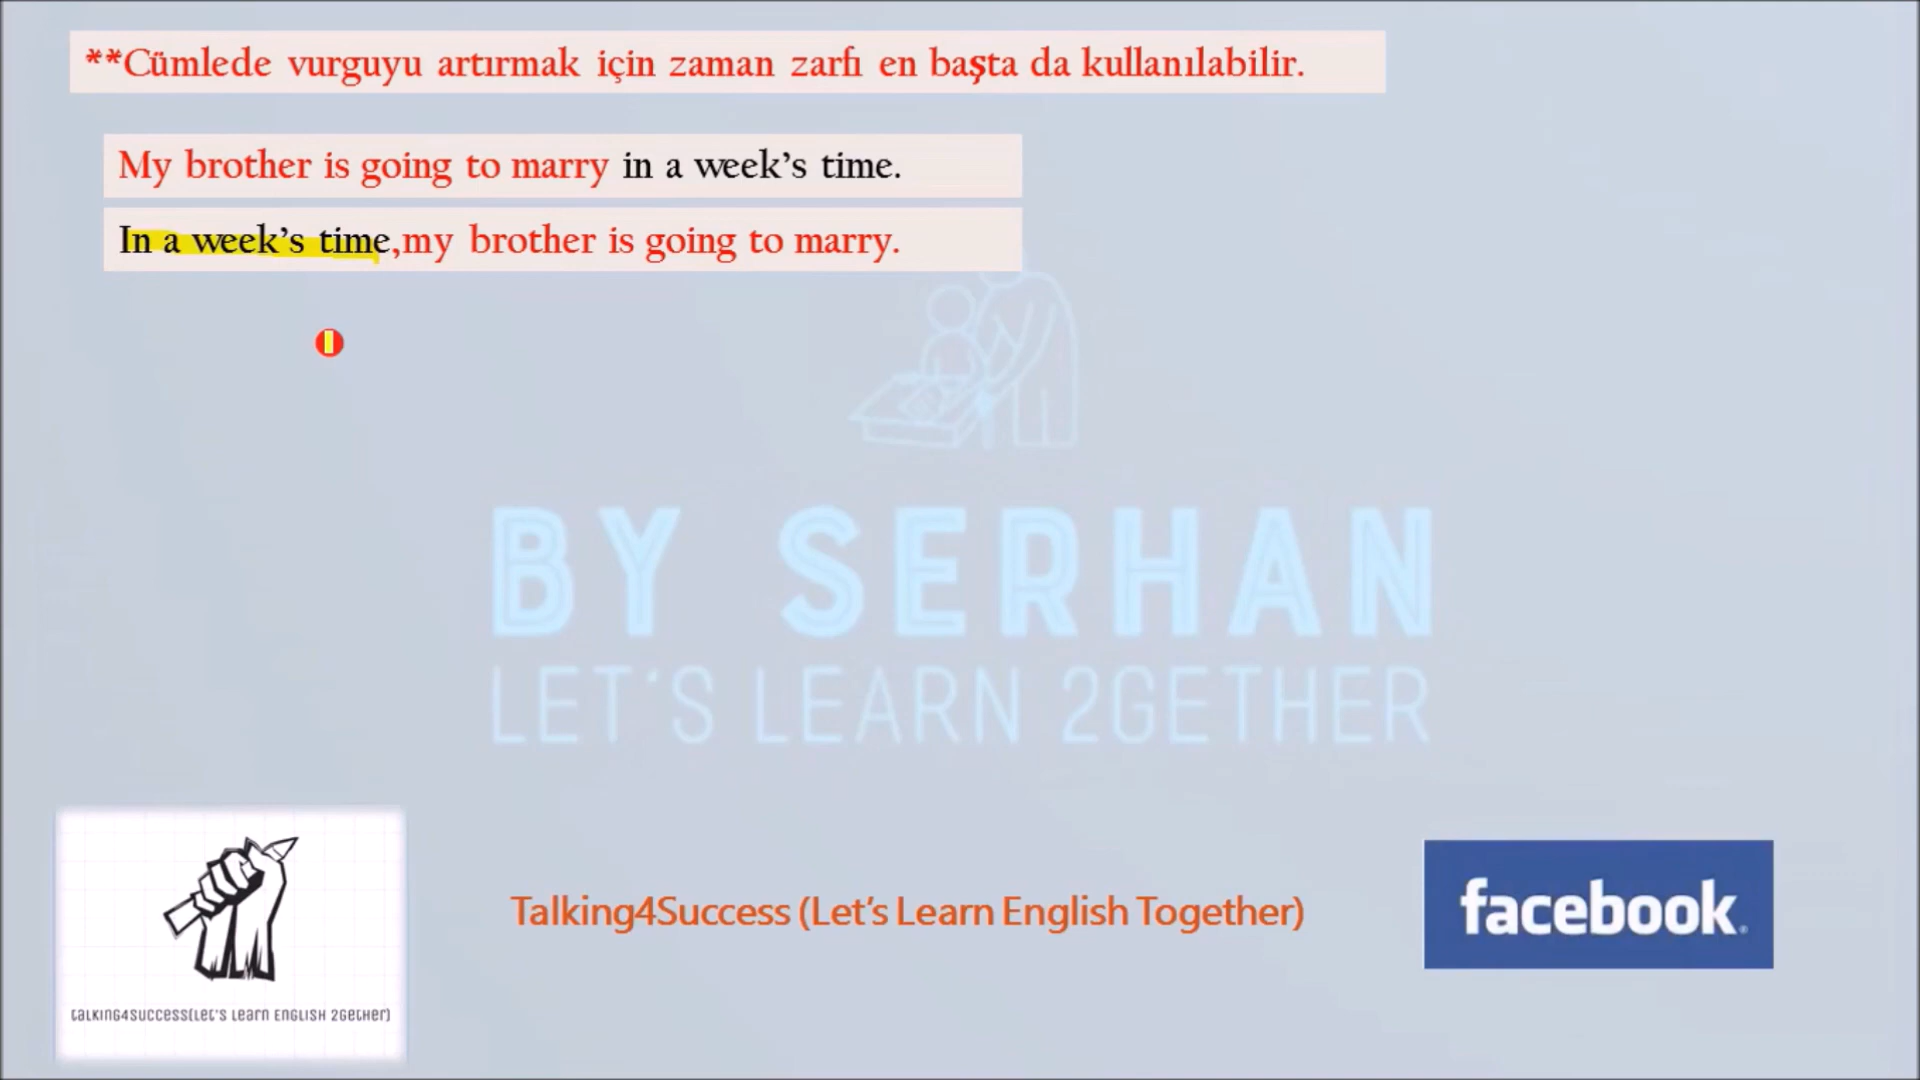 **Cümlede vurguyu artırmak için zaman zarfı en başta da kullanılabilir.
My brother is going to marry in a week's time.
In a week's time,my brother is going to marry.
BY SERHAN
LET'S LEARN 2GETHER
Talking4Success (Let's Learn English Together)
facebook.
talking4success(let's learn english 2gether)